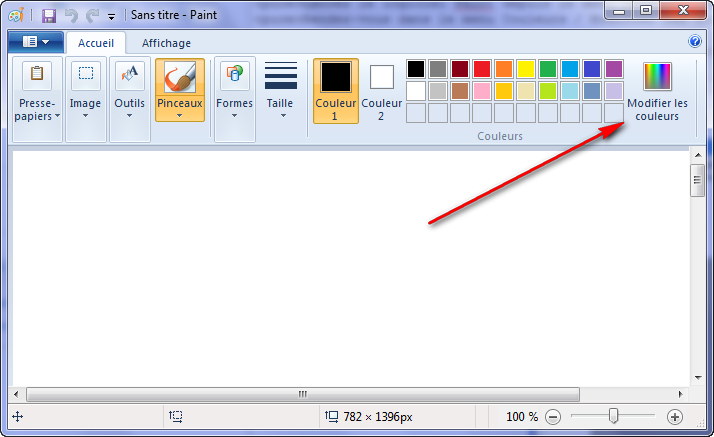 Sans titre - Paint
Accueil
Affichage
Presse-
papiers
Image
Outils
Pinceaux
Formes
Taille
Couleur
1
Couleur
2
Modifier les
couleurs
Couleurs
782 × 1396px
100 %